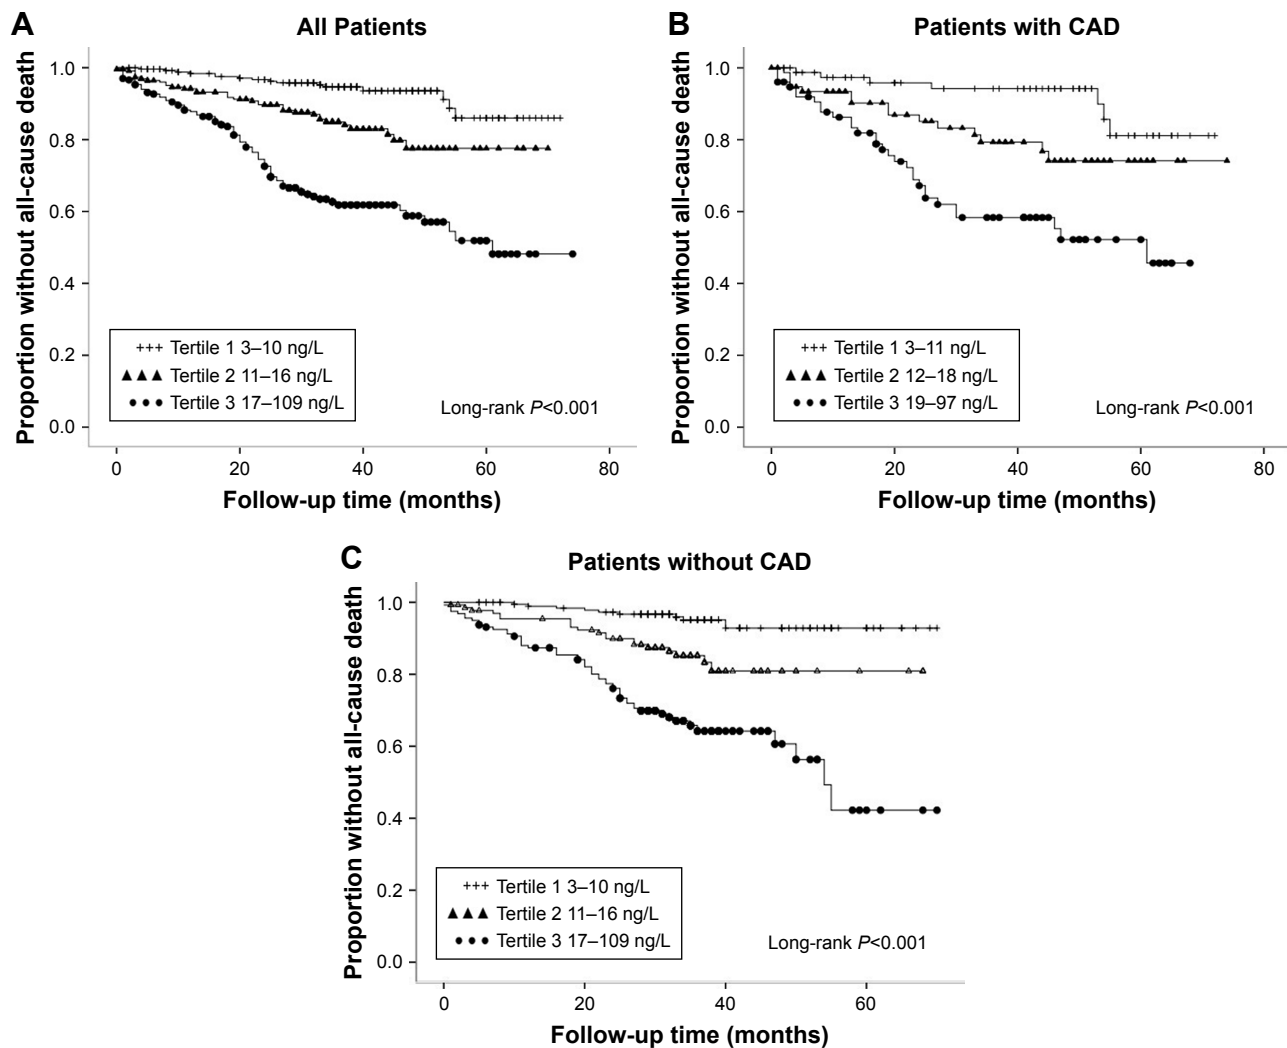 A
All Patients
Proportion without all-cause death
1.0
0.8
0.6
0.4
0.2
0.0
+++ Tertile 1 3–10 ng/L
▲▲▲ Tertile 2 11–16 ng/L
●●● Tertile 3 17–109 ng/L
Long-rank P<0.001
0 20 40 60 80
Follow-up time (months)
B
Patients with CAD
Proportion without all-cause death
1.0
0.8
0.6
0.4
0.2
0.0
+++ Tertile 1 3–11 ng/L
▲▲▲ Tertile 2 12–18 ng/L
●●● Tertile 3 19–97 ng/L
Long-rank P<0.001
0 20 40 60 80
Follow-up time (months)
C
Patients without CAD
Proportion without all-cause death
1.0
0.8
0.6
0.4
0.2
0.0
+++ Tertile 1 3–10 ng/L
▲▲▲ Tertile 2 11–16 ng/L
●●● Tertile 3 17–109 ng/L
Long-rank P<0.001
0 20 40 60
Follow-up time (months)